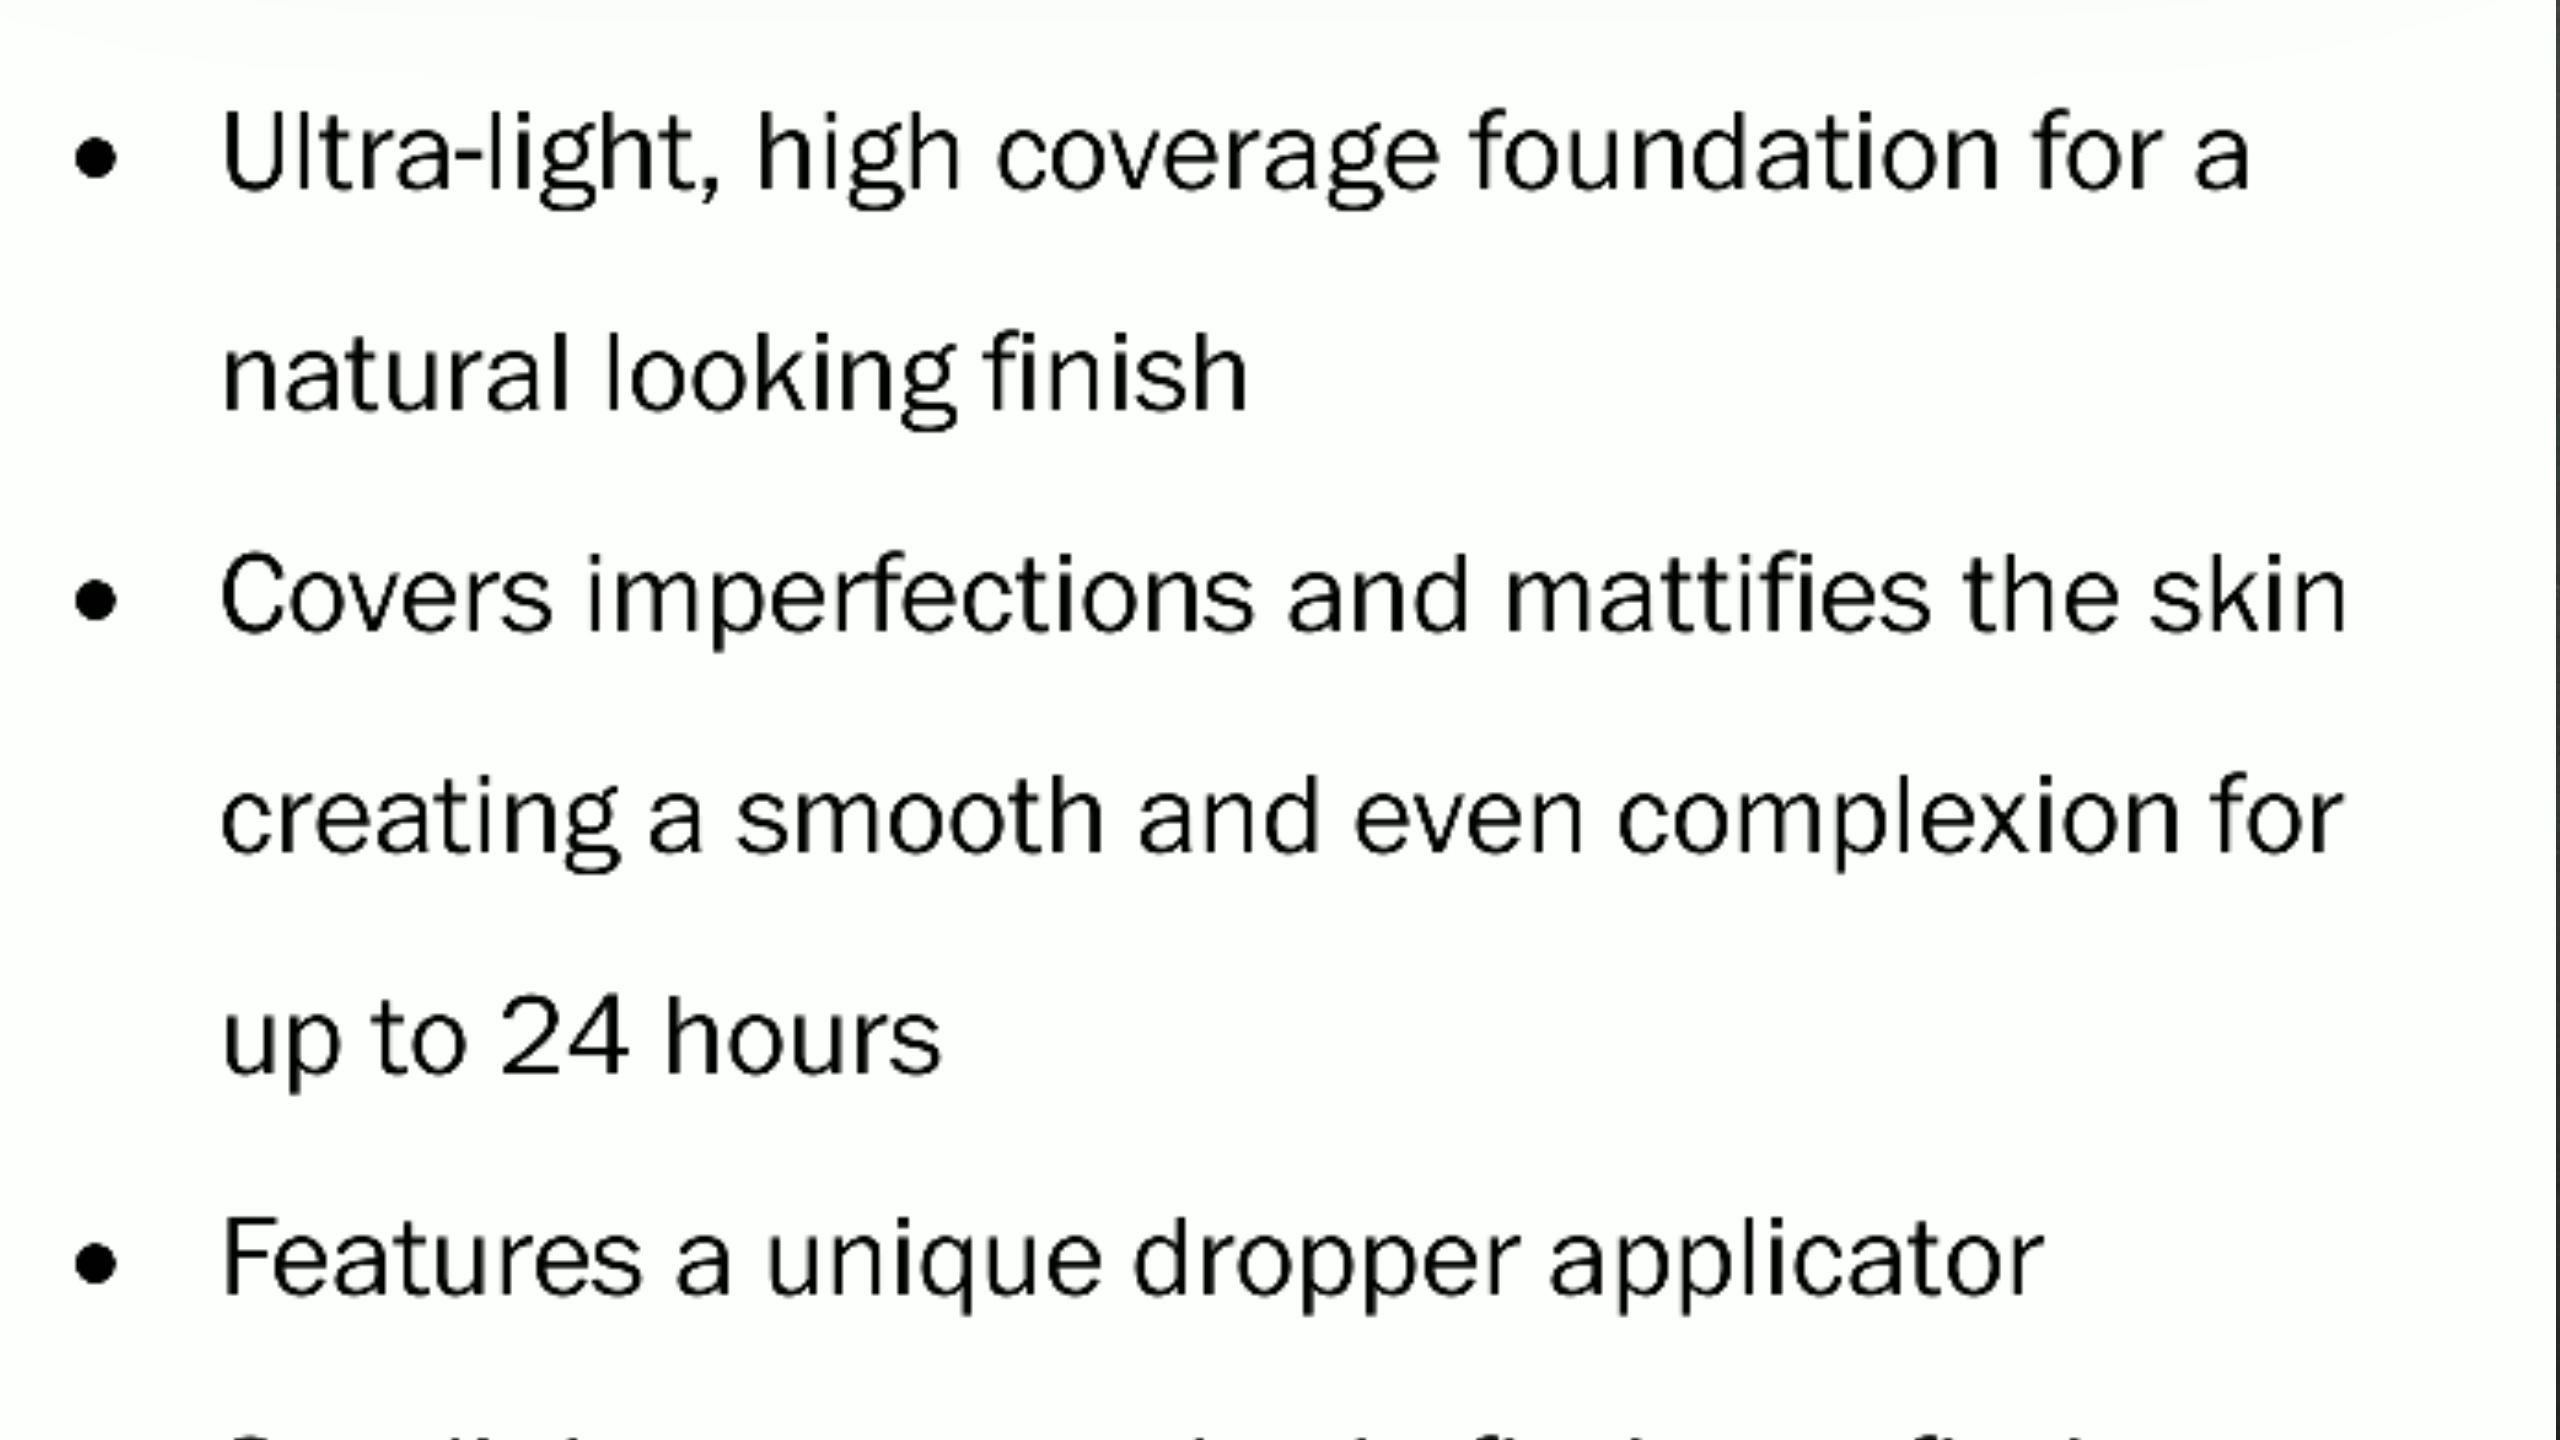 • Ultra-light, high coverage foundation for a
natural looking finish
• Covers imperfections and mattifies the skin
creating a smooth and even complexion for
up to 24 hours
• Features a unique dropper applicator